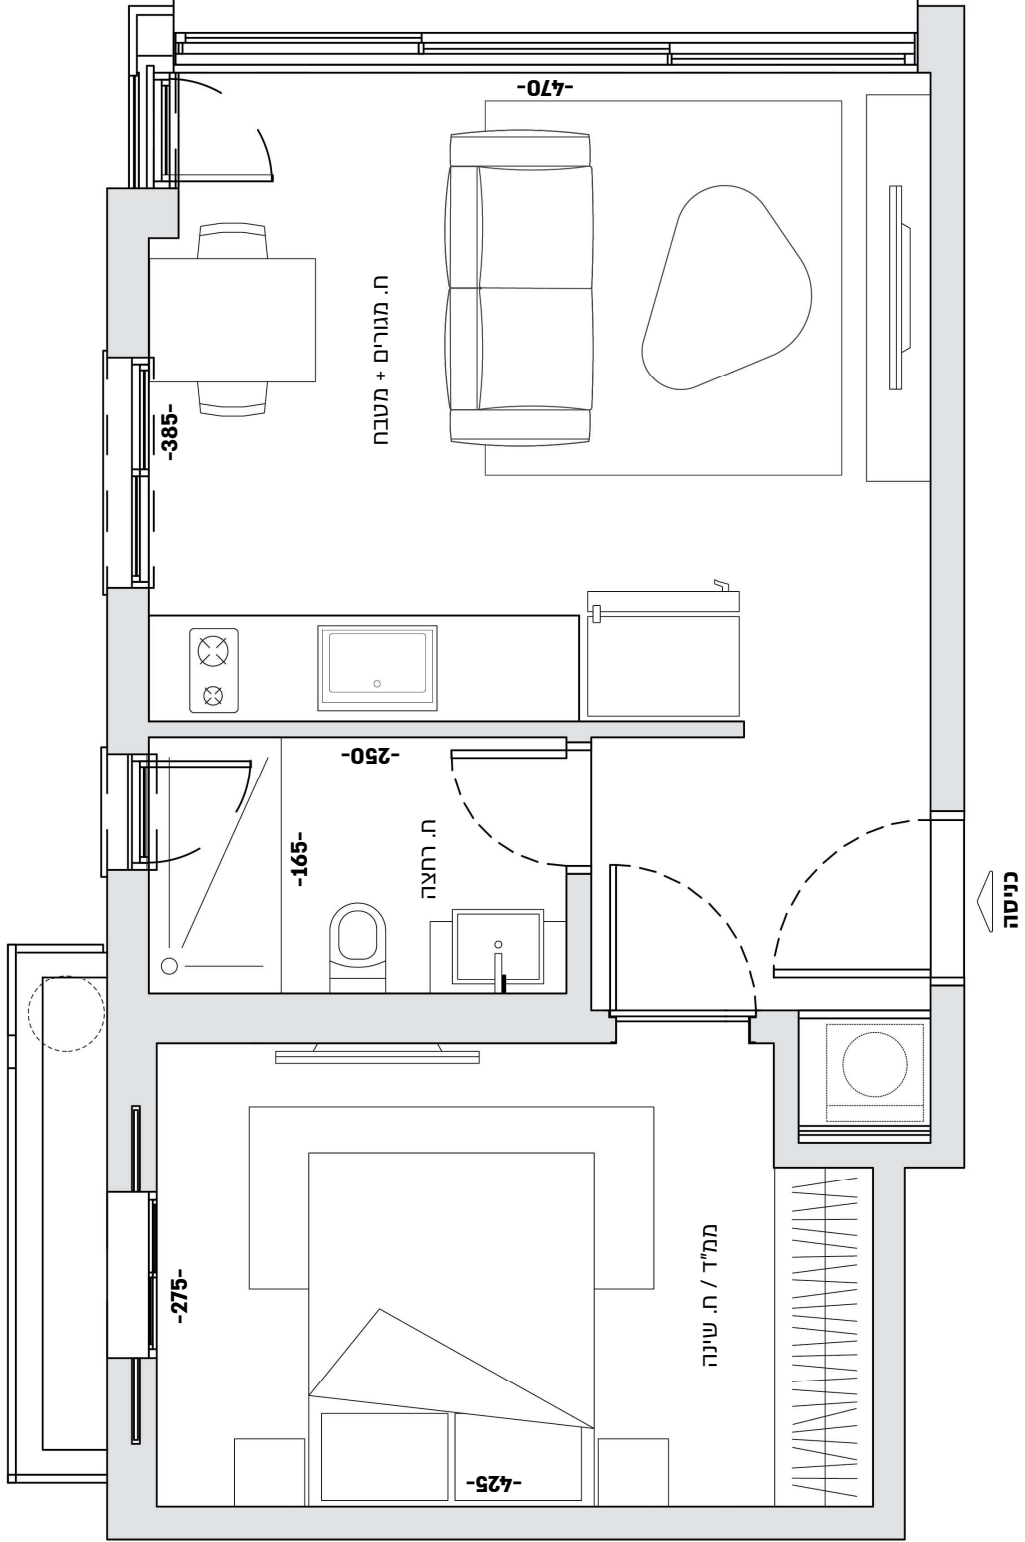 -470-
ח. מגורים + מטבח
-385-
-250-
-165-
ח. רחצה
כניסה
ממ"ד / ח. שינה
-275-
-425-